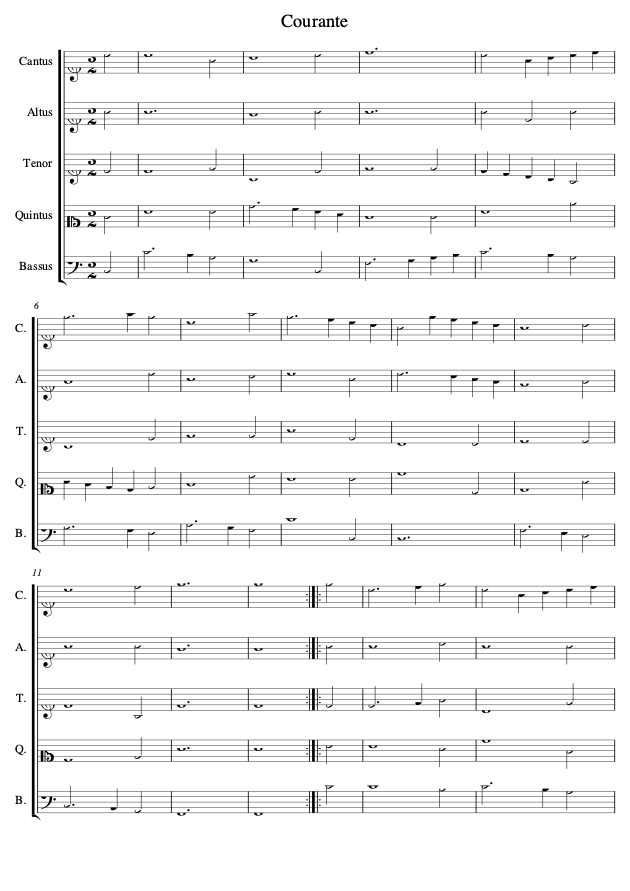 Courante
Cantus
Altus
Tenor
Quintus
Bassus
6
C.
A.
T.
Q.
B.
11
C.
A.
T.
Q.
B.